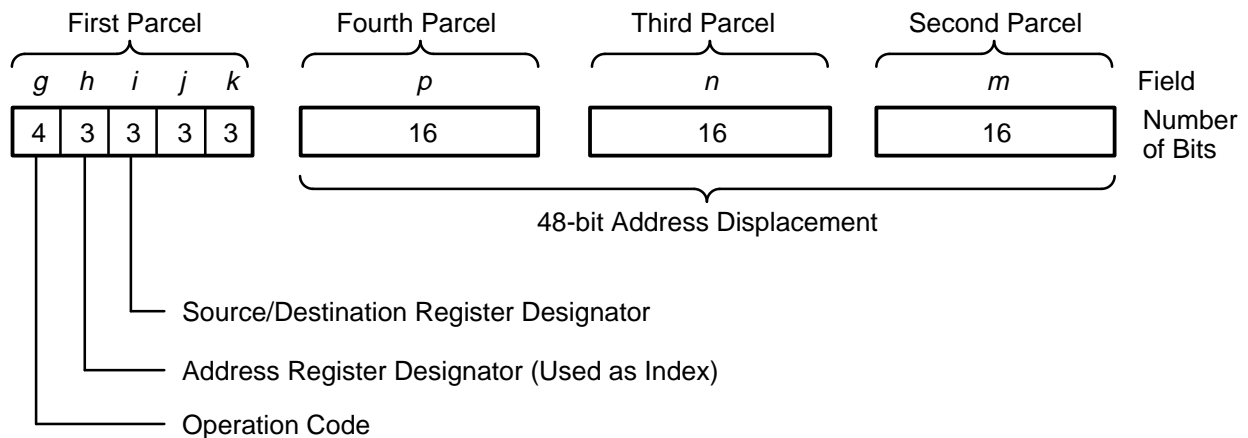 First Parcel Fourth Parcel Third Parcel Second Parcel
g h i j k p n m Field
4 3 3 3 3 16 16 16 Number
of Bits
48-bit Address Displacement
Source/Destination Register Designator
Address Register Designator (Used as Index)
Operation Code